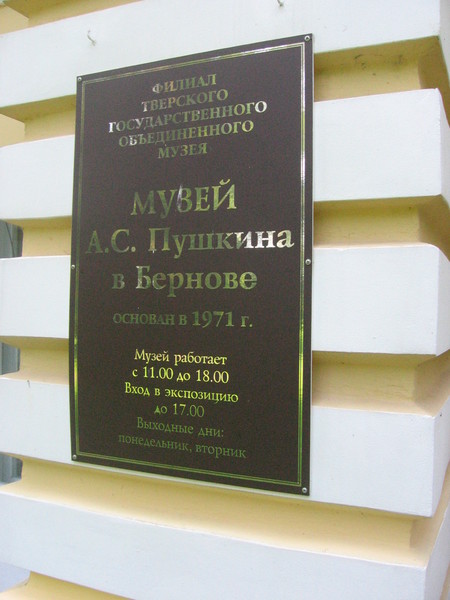 ФИЛИАЛ
ТВЕРСКОГО
ГОСУДАРСТВЕННОГО
ОБЪЕДИНЕННОГО
МУЗЕЯ
МУЗЕЙ
А.С. Пушкина
в Бернове
ОСНОВАН В 1971 г.
Музей работает
с 11.00 до 18.00
Вход в экспозицию
до 17.00
Выходные дни:
понедельник, вторник